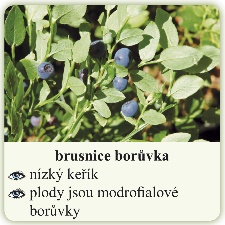 brusnice borůvka
nízký keřík
plody jsou modrofialové
borůvky